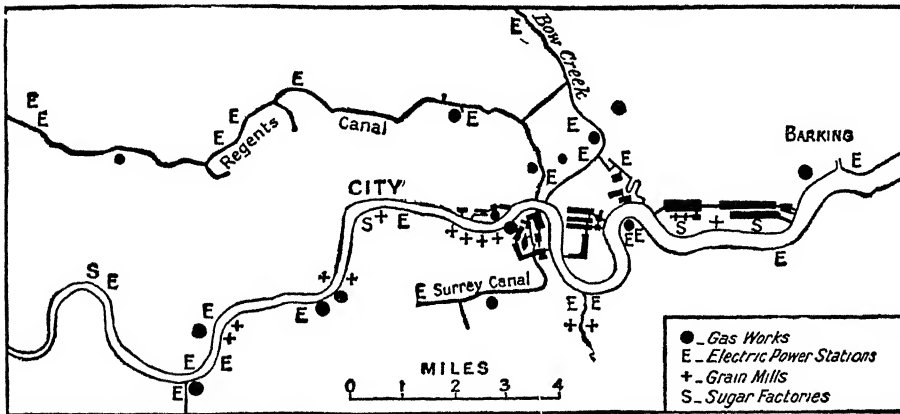 E
Bow Creek
E
E
E
E
Canal
E
E
E
E
E
Regents
E
BARKING
E
E
E
E
CITY
S + E
+ + + +
S + S
E E
E
E Surrey Canal
S E
+ +
E
E E
+ +
E
+
E E
MILES
0 1 2 3 4
Gas Works
E - Electric Power Stations
+ - Grain Mills
S - Sugar Factories